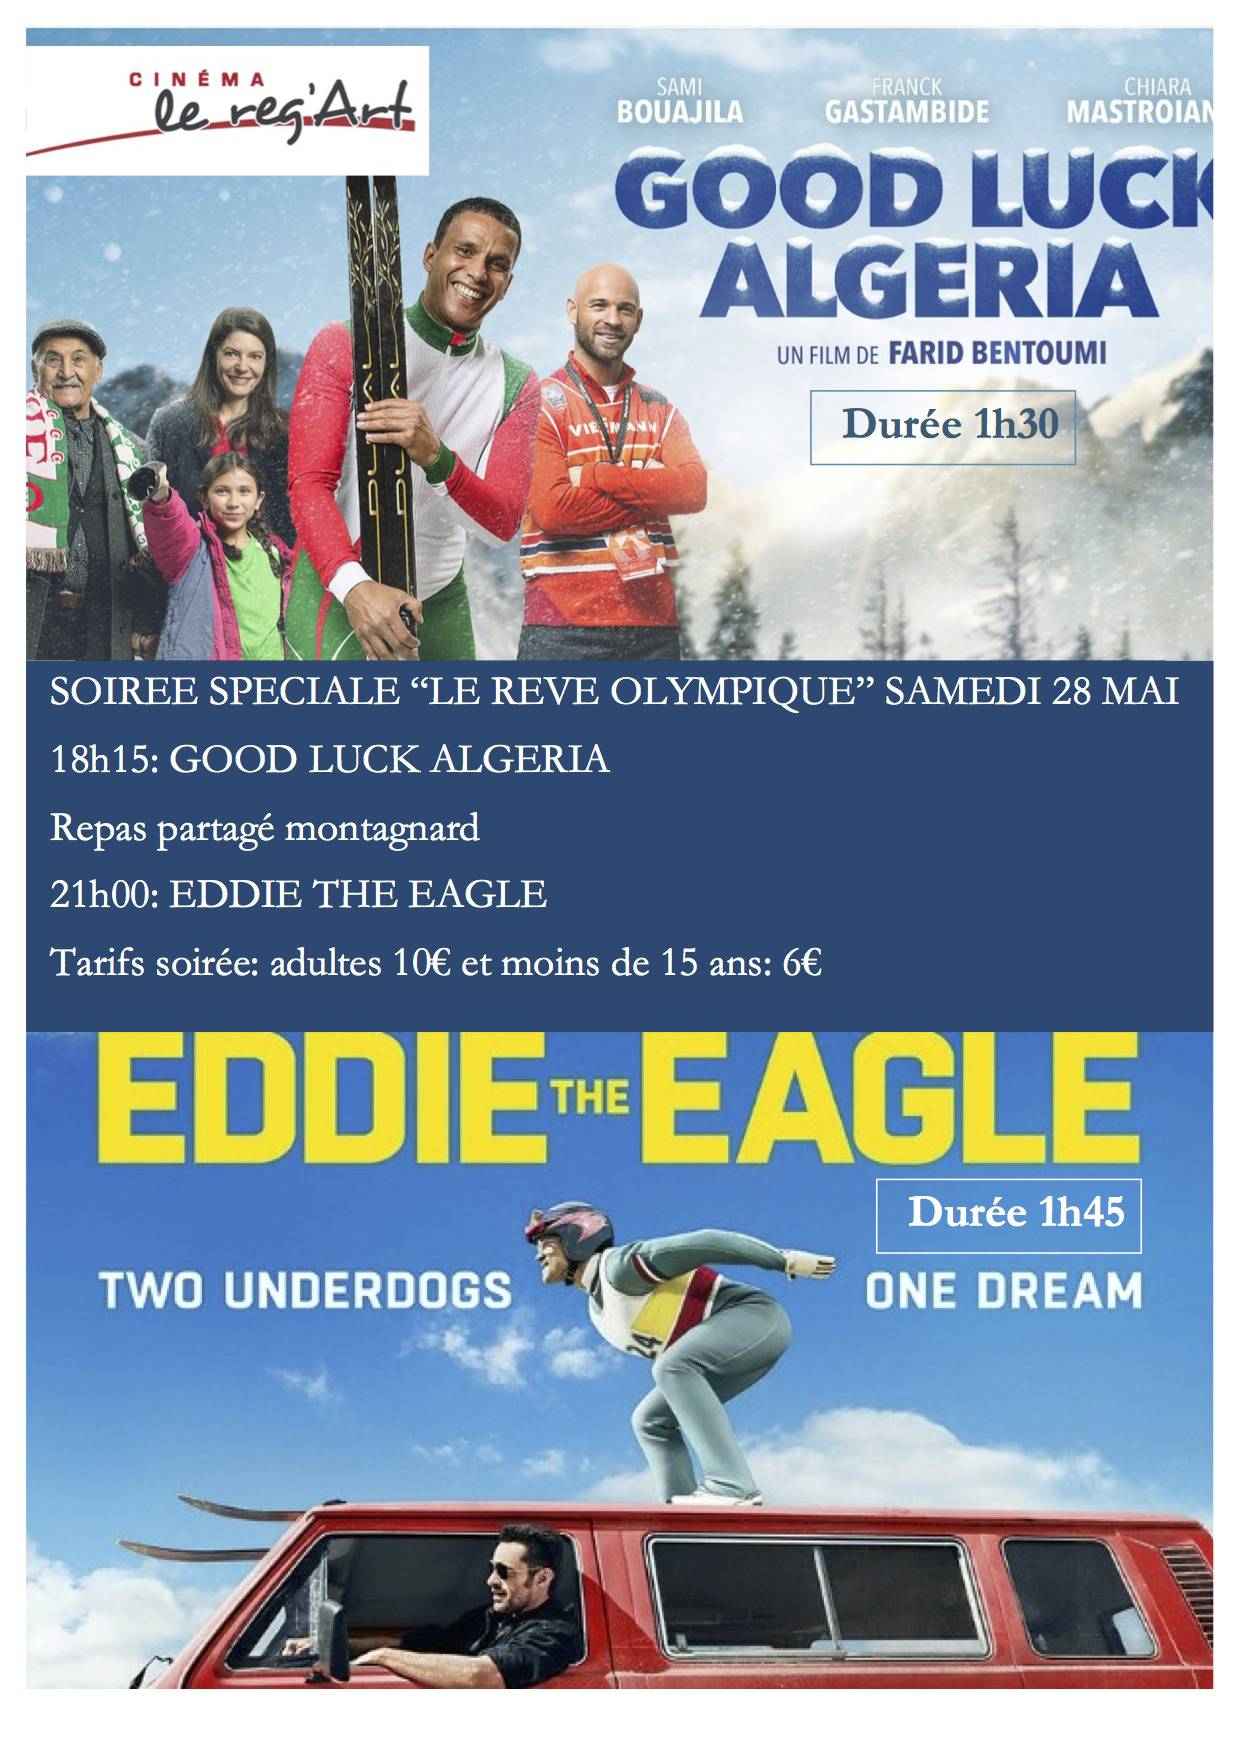 CINÉMA
le reg'Art
SAMI FRANCK CHIARA
BOUAJILA GASTAMBIDE MASTROIAN
GOOD LUCK
ALGERIA
UN FILM DE FARID BENTOUMI
Durée 1h30
VIESMANN
SOIREE SPECIALE “LE REVE OLYMPIQUE” SAMEDI 28 MAI
18h15: GOOD LUCK ALGERIA
Repas partagé montagnard
21h00: EDDIE THE EAGLE
Tarifs soirée: adultes 10€ et moins de 15 ans: 6€
EDDIE THE EAGLE
Durée 1h45
TWO UNDERDOGS ONE DREAM
24